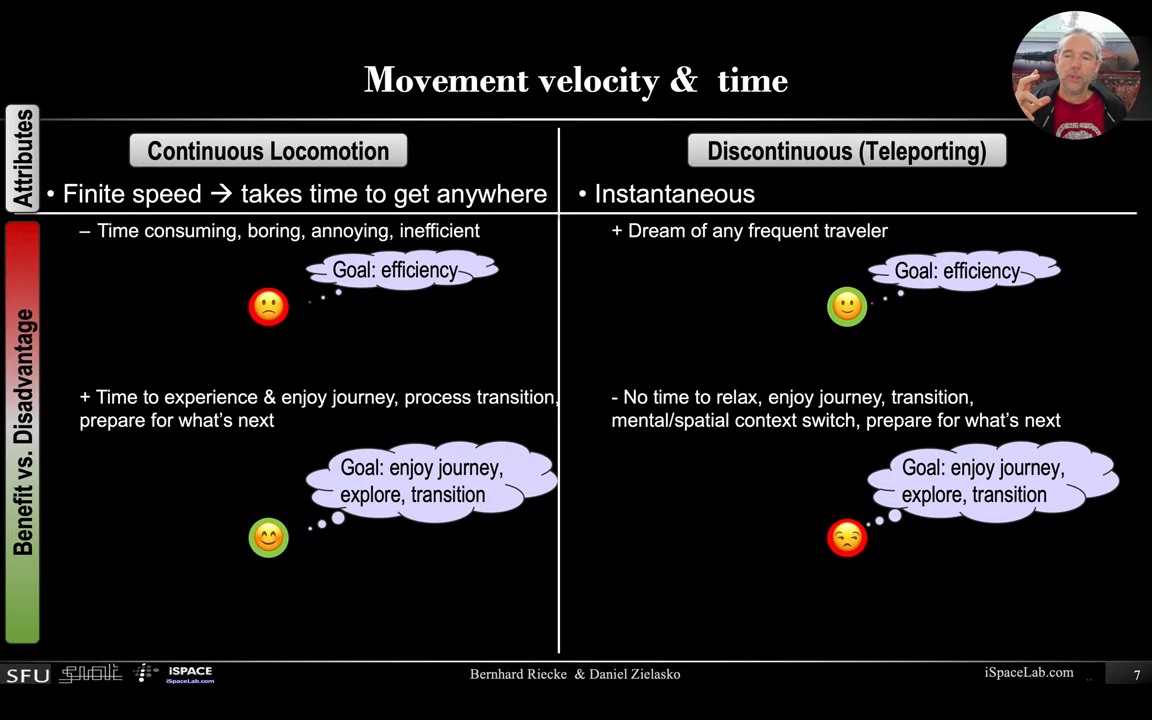 Movement velocity & time
Attributes
Continuous Locomotion
Discontinuous (Teleporting)
• Finite speed → takes time to get anywhere
• Instantaneous
Benefit vs. Disadvantage
– Time consuming, boring, annoying, inefficient
Goal: efficiency
+ Dream of any frequent traveler
Goal: efficiency
+ Time to experience & enjoy journey, process transition,
prepare for what's next
Goal: enjoy journey,
explore, transition
- No time to relax, enjoy journey, transition,
mental/spatial context switch, prepare for what's next
Goal: enjoy journey,
explore, transition
SFU
iSPACE
iSpaceLab.com
Bernhard Riecke & Daniel Zielasko
iSpaceLab.com
7